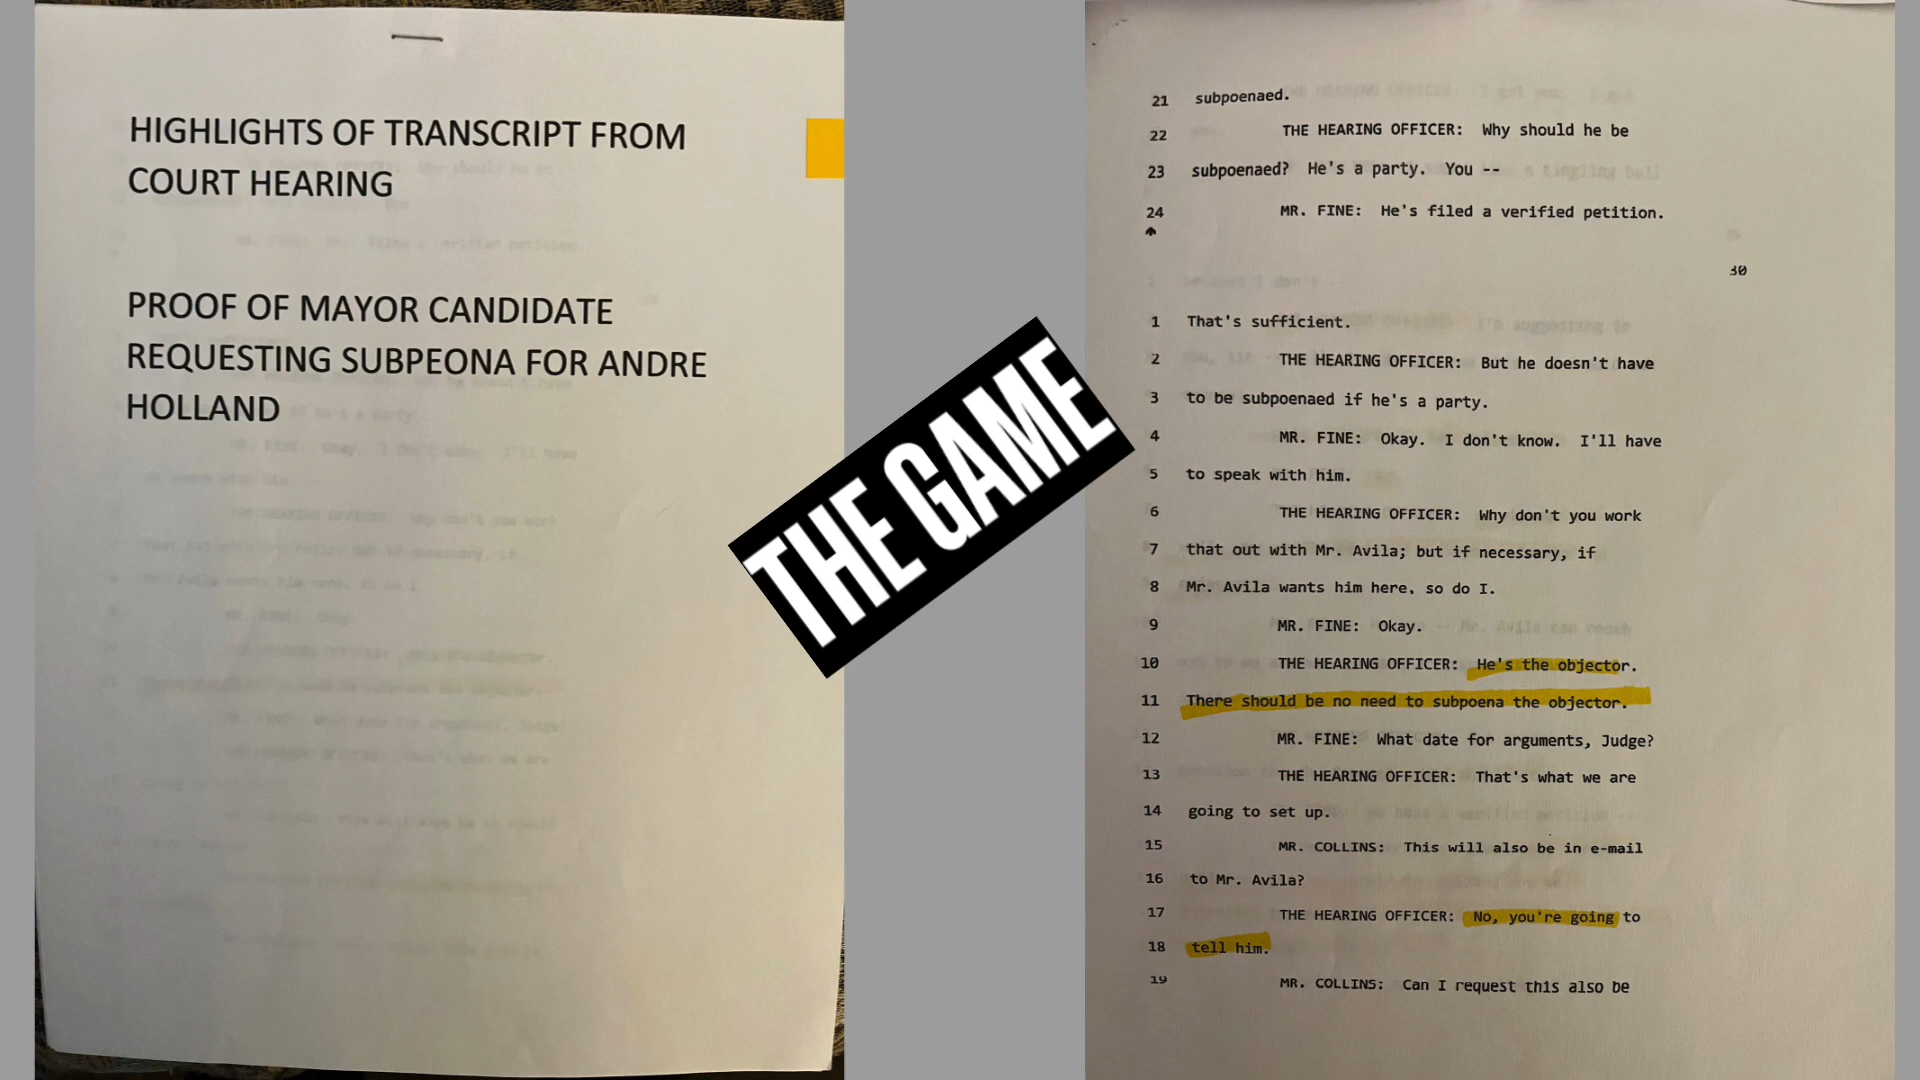 HIGHLIGHTS OF TRANSCRIPT FROM
COURT HEARING
PROOF OF MAYOR CANDIDATE
REQUESTING SUBPEONA FOR ANDRE
HOLLAND
THE GAME
21 subpoenaed.
22 THE HEARING OFFICER: Why should he be
23 subpoenaed? He's a party. You --
24 MR. FINE: He's filed a verified petition.
30
1 That's sufficient.
2 THE HEARING OFFICER: But he doesn't have
3 to be subpoenaed if he's a party.
4 MR. FINE: Okay. I don't know. I'll have
5 to speak with him.
6 THE HEARING OFFICER: Why don't you work
7 that out with Mr. Avila; but if necessary, if
8 Mr. Avila wants him here, so do I.
9 MR. FINE: Okay.
10 THE HEARING OFFICER: He's the objector.
11 There should be no need to subpoena the objector.
12 MR. FINE: What date for arguments, Judge?
13 THE HEARING OFFICER: That's what we are
14 going to set up.
15 MR. COLLINS: This will also be in e-mail
16 to Mr. Avila?
17 THE HEARING OFFICER: No, you're going to
18 tell him.
19 MR. COLLINS: Can I request this also be